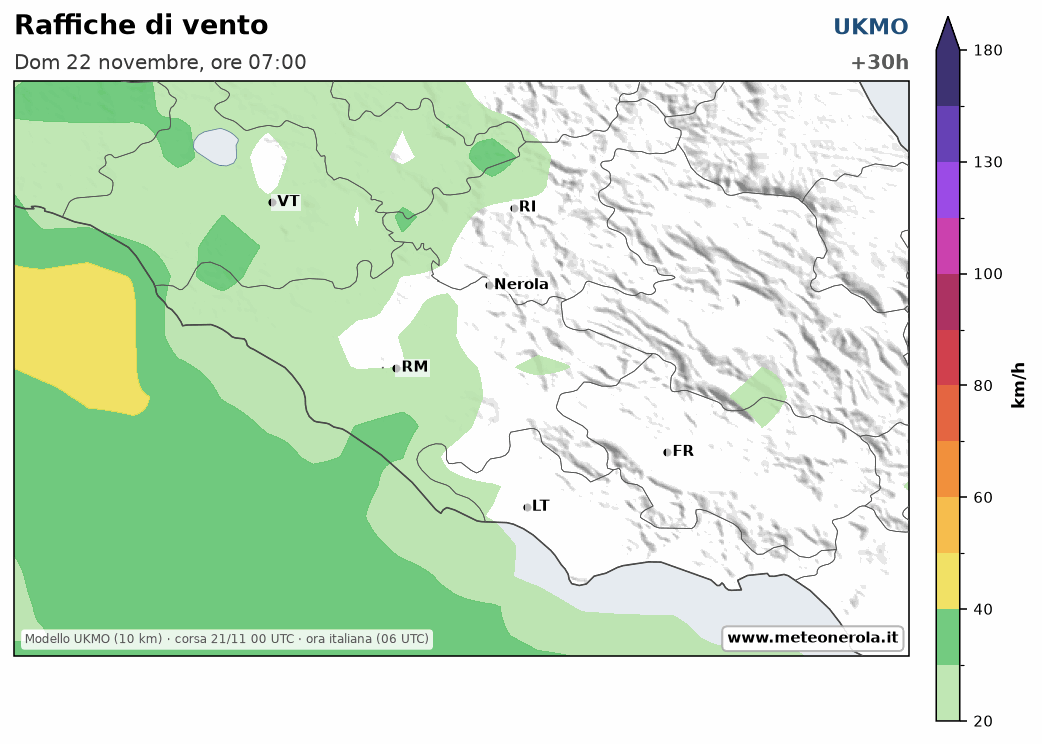 Raffiche di vento
UKMO
Dom 22 novembre, ore 07:00
+30h
180
130
100
80
60
40
20
km/h
VT
RI
Nerola
RM
FR
LT
Modello UKMO (10 km) · corsa 21/11 00 UTC · ora italiana (06 UTC)
www.meteonerola.it